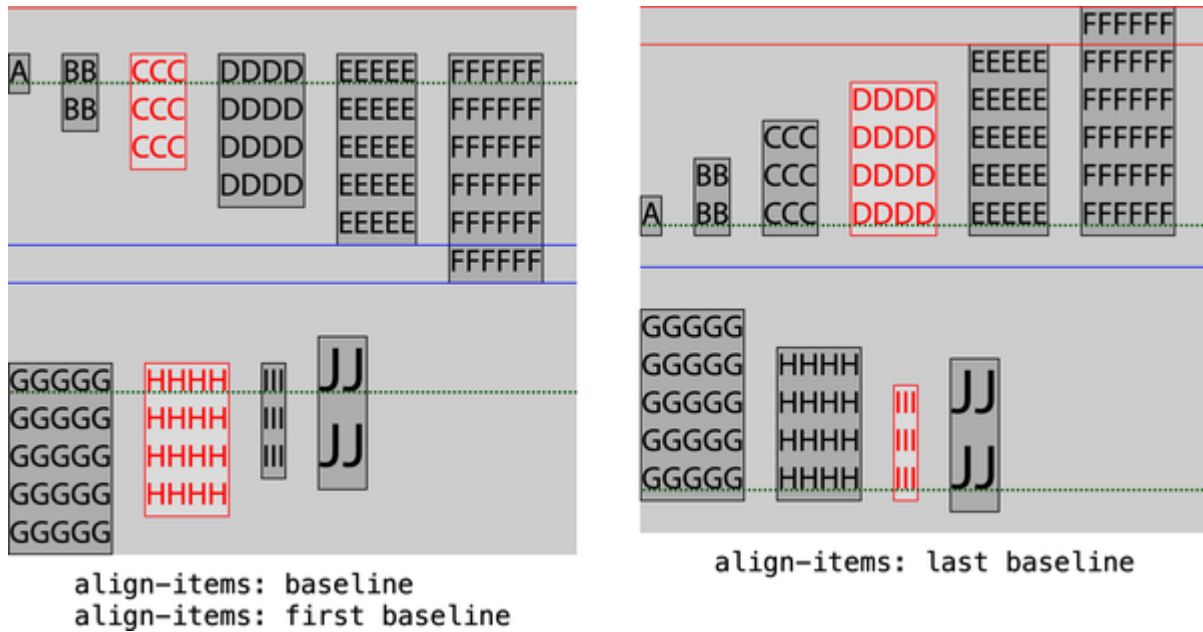 A BB CCC DDDD EEEEE FFFFFF
BB CCC DDDD EEEEE FFFFFF
CCC DDDD EEEEE FFFFFF
DDDD EEEEE FFFFFF
EEEEE FFFFFF
FFFFFF
GGGGG HHHH III JJ
GGGGG HHHH III
GGGGG HHHH III JJ
GGGGG HHHH
GGGGG
align-items: baseline
align-items: first baseline
FFFFFF
EEEEE FFFFFF
DDDD EEEEE FFFFFF
CCC DDDD EEEEE FFFFFF
BB CCC DDDD EEEEE FFFFFF
A BB CCC DDDD EEEEE FFFFFF
GGGGG
GGGGG HHHH
GGGGG HHHH III JJ
GGGGG HHHH III
GGGGG HHHH III JJ
align-items: last baseline